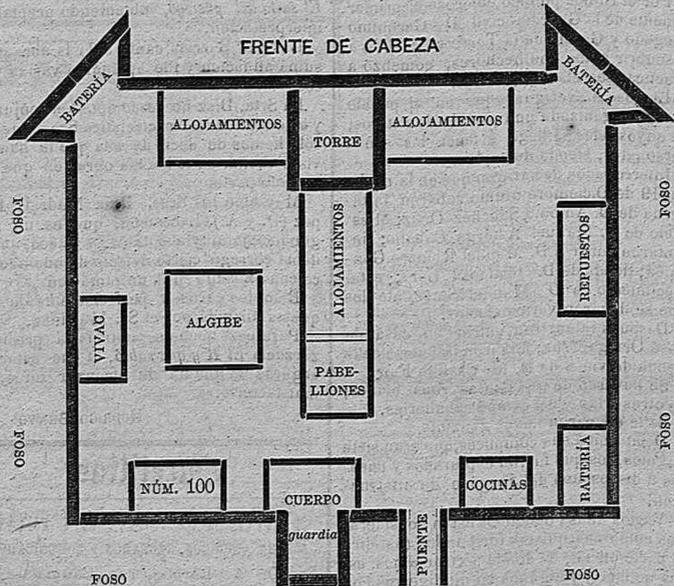 FRENTE DE CABEZA
BATERÍA
BATERÍA
ALOJAMIENTOS
TORRE
ALOJAMIENTOS
FOSO
FOSO
ALOJAMIENTOS
REPUESTOS
VIVAC
ALGIBE
PABE-
LLONES
FOSO
FOSO
BATERÍA
NÚM. 100
CUERPO
guardia
COCINAS
PUENTE
FOSO
FOSO